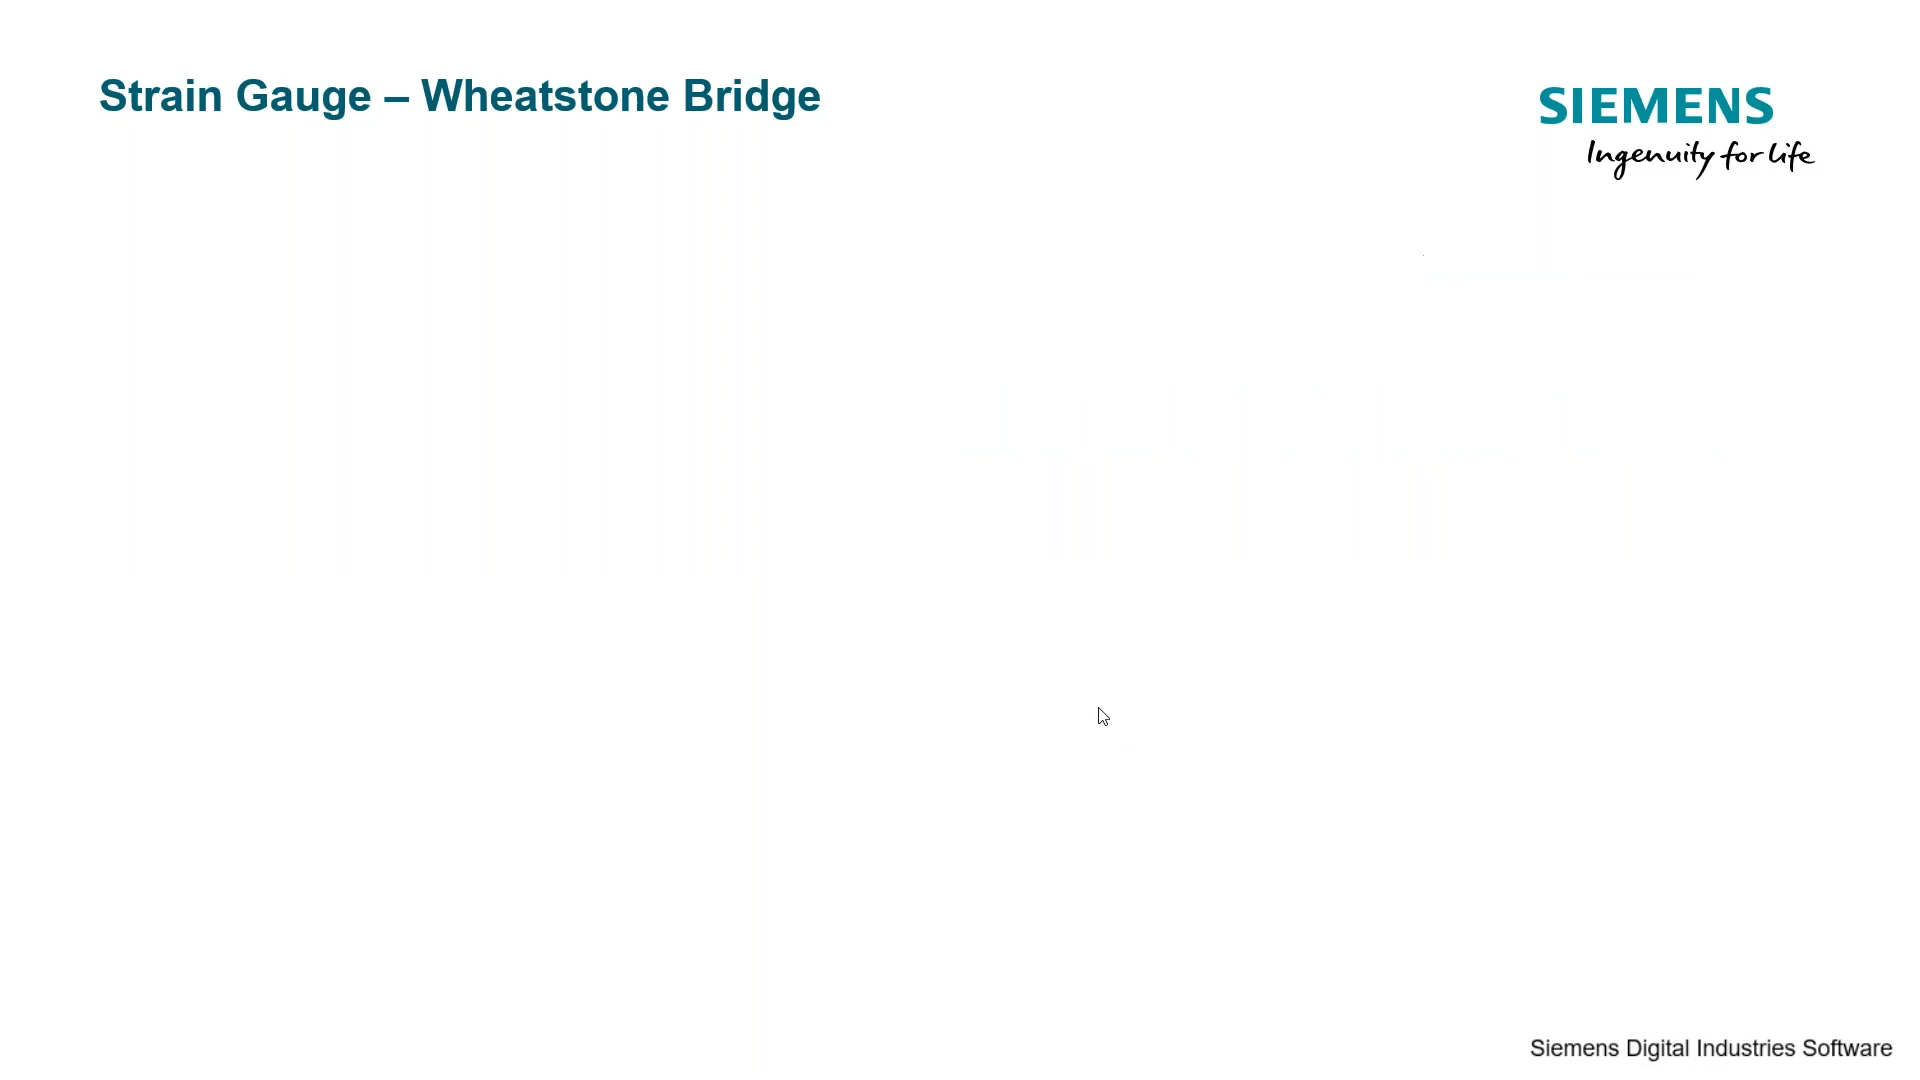 Strain Gauge – Wheatstone Bridge
SIEMENS
Ingenuity for life
Siemens Digital Industries Software